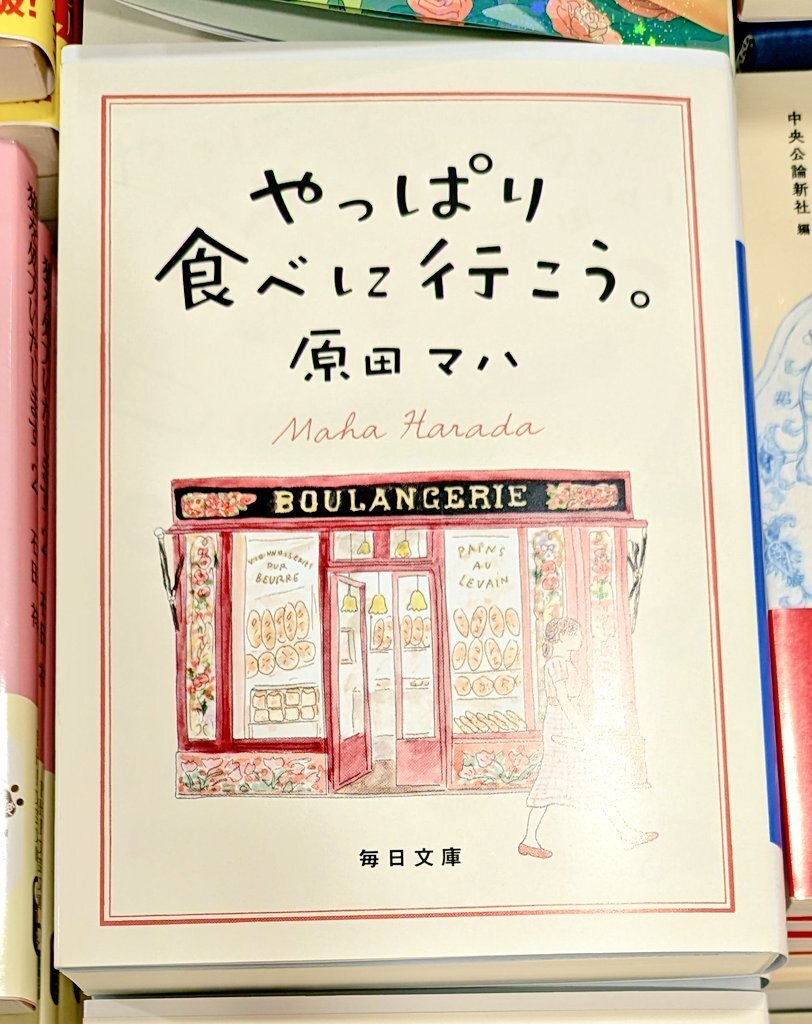 やっぱり
食べに行こう。
原田マハ
Maha Harada
BOULANGERIE
PUR
BEURRE
PAINS
AU
LEVAIN
毎日文庫
中央公論新社 編